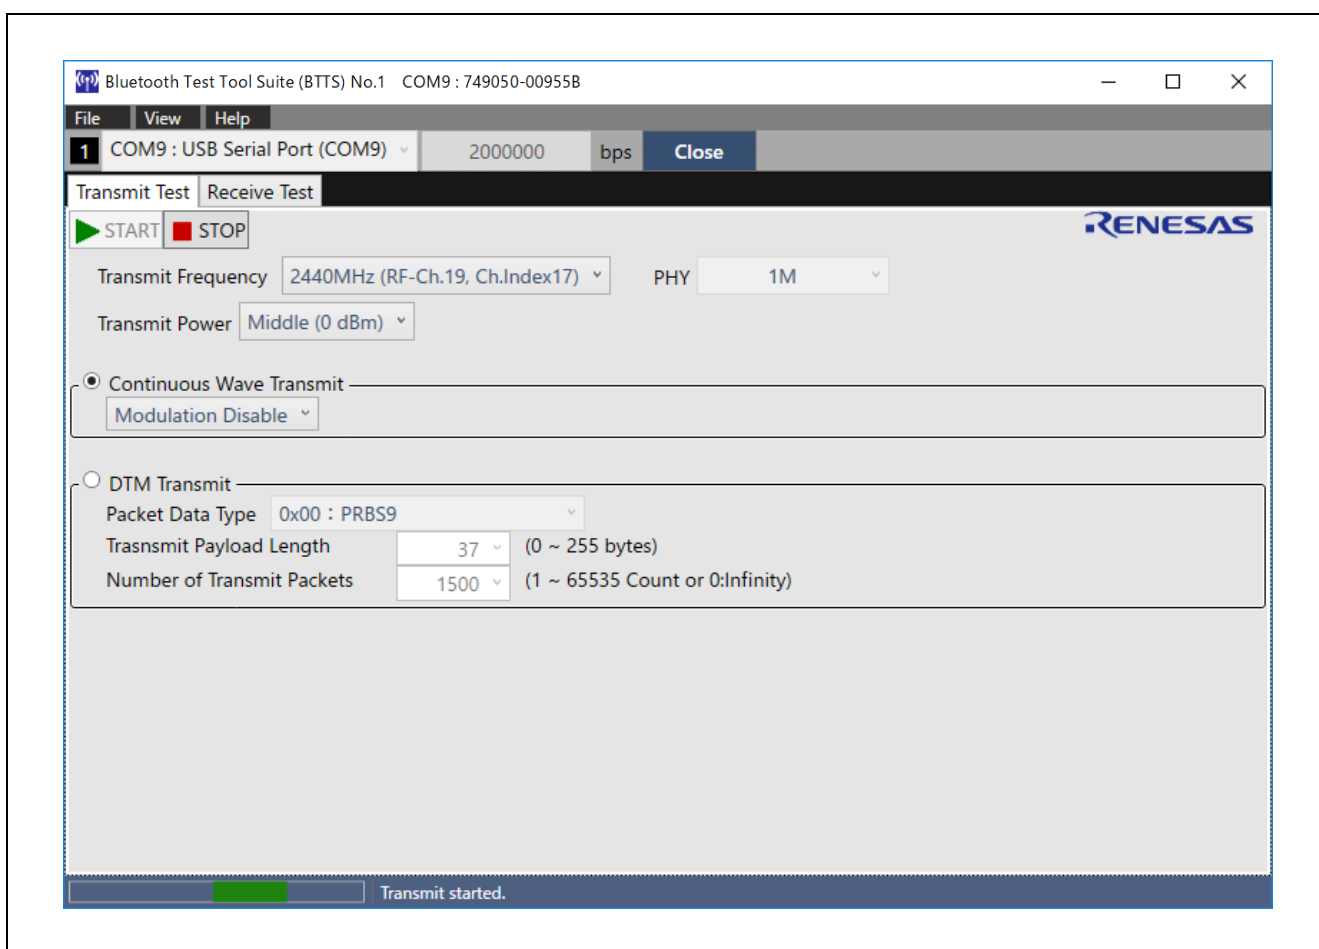 Bluetooth Test Tool Suite (BTTS) No.1 COM9 : 749050-00955B
File View Help
1 COM9 : USB Serial Port (COM9) 2000000 bps Close
Transmit Test Receive Test
START STOP RENESAS
Transmit Frequency 2440MHz (RF-Ch.19, Ch.Index17) PHY 1M
Transmit Power Middle (0 dBm)
Continuous Wave Transmit
Modulation Disable
DTM Transmit
Packet Data Type 0x00 : PRBS9
Trasnsmit Payload Length 37 (0 ~ 255 bytes)
Number of Transmit Packets 1500 (1 ~ 65535 Count or 0:Infinity)
Transmit started.